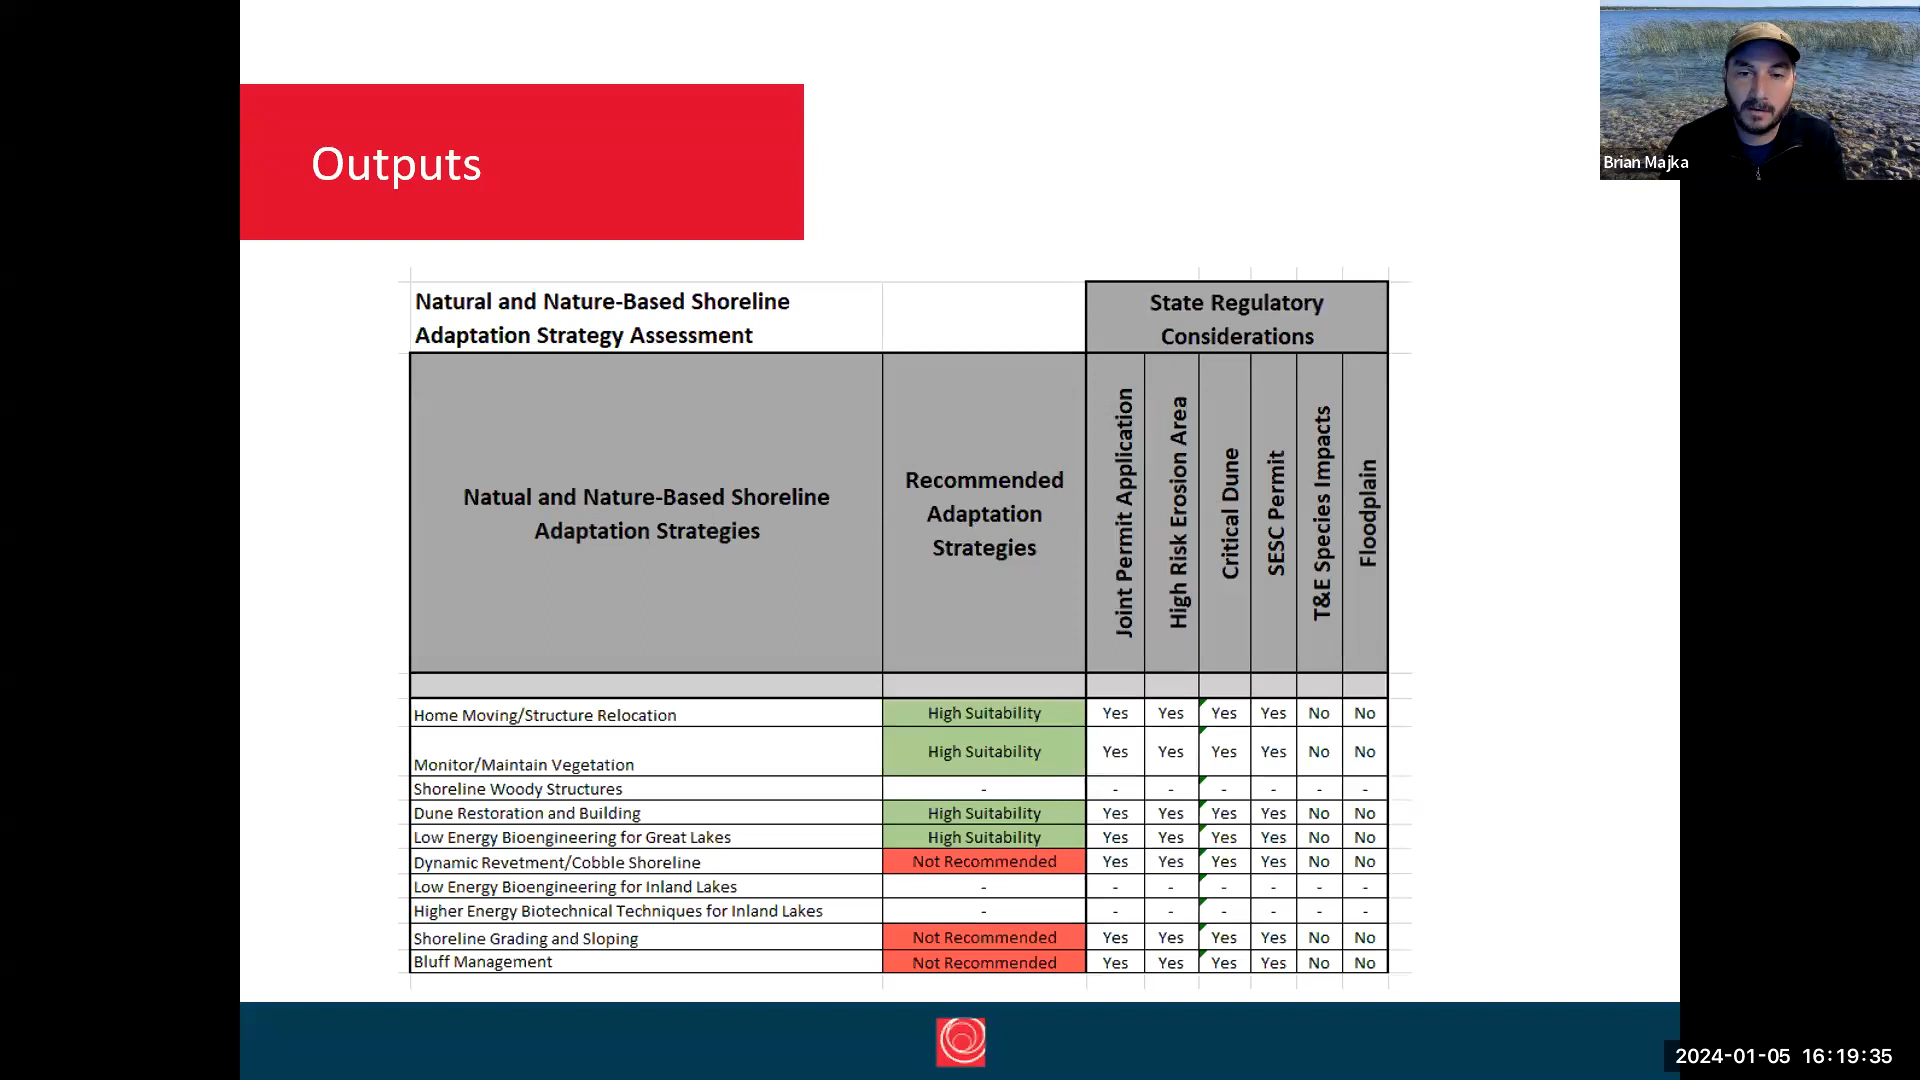 Outputs
Brian Majka
Natural and Nature-Based Shoreline
Adaptation Strategy Assessment
State Regulatory
Considerations
Natual and Nature-Based Shoreline
Adaptation Strategies
Recommended
Adaptation
Strategies
Joint Permit Application
High Risk Erosion Area
Critical Dune
SESC Permit
T&E Species Impacts
Floodplain
Home Moving/Structure Relocation High Suitability Yes Yes Yes Yes No No
Monitor/Maintain Vegetation High Suitability Yes Yes Yes Yes No No
Shoreline Woody Structures - - - - - - -
Dune Restoration and Building High Suitability Yes Yes Yes Yes No No
Low Energy Bioengineering for Great Lakes High Suitability Yes Yes Yes Yes No No
Dynamic Revetment/Cobble Shoreline Not Recommended Yes Yes Yes Yes No No
Low Energy Bioengineering for Inland Lakes - - - - - - -
Higher Energy Biotechnical Techniques for Inland Lakes - - - - - - -
Shoreline Grading and Sloping Not Recommended Yes Yes Yes Yes No No
Bluff Management Not Recommended Yes Yes Yes Yes No No
2024-01-05 16:19:35